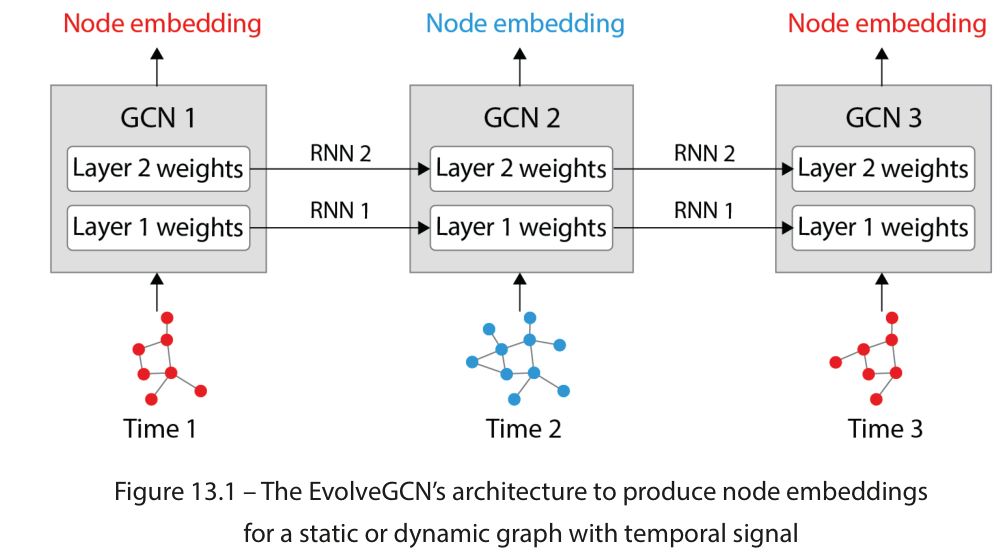 Node embedding Node embedding Node embedding
GCN 1 GCN 2 GCN 3
Layer 2 weights RNN 2 Layer 2 weights RNN 2 Layer 2 weights
Layer 1 weights RNN 1 Layer 1 weights RNN 1 Layer 1 weights
Time 1 Time 2 Time 3
Figure 13.1 – The EvolveGCN’s architecture to produce node embeddings
for a static or dynamic graph with temporal signal